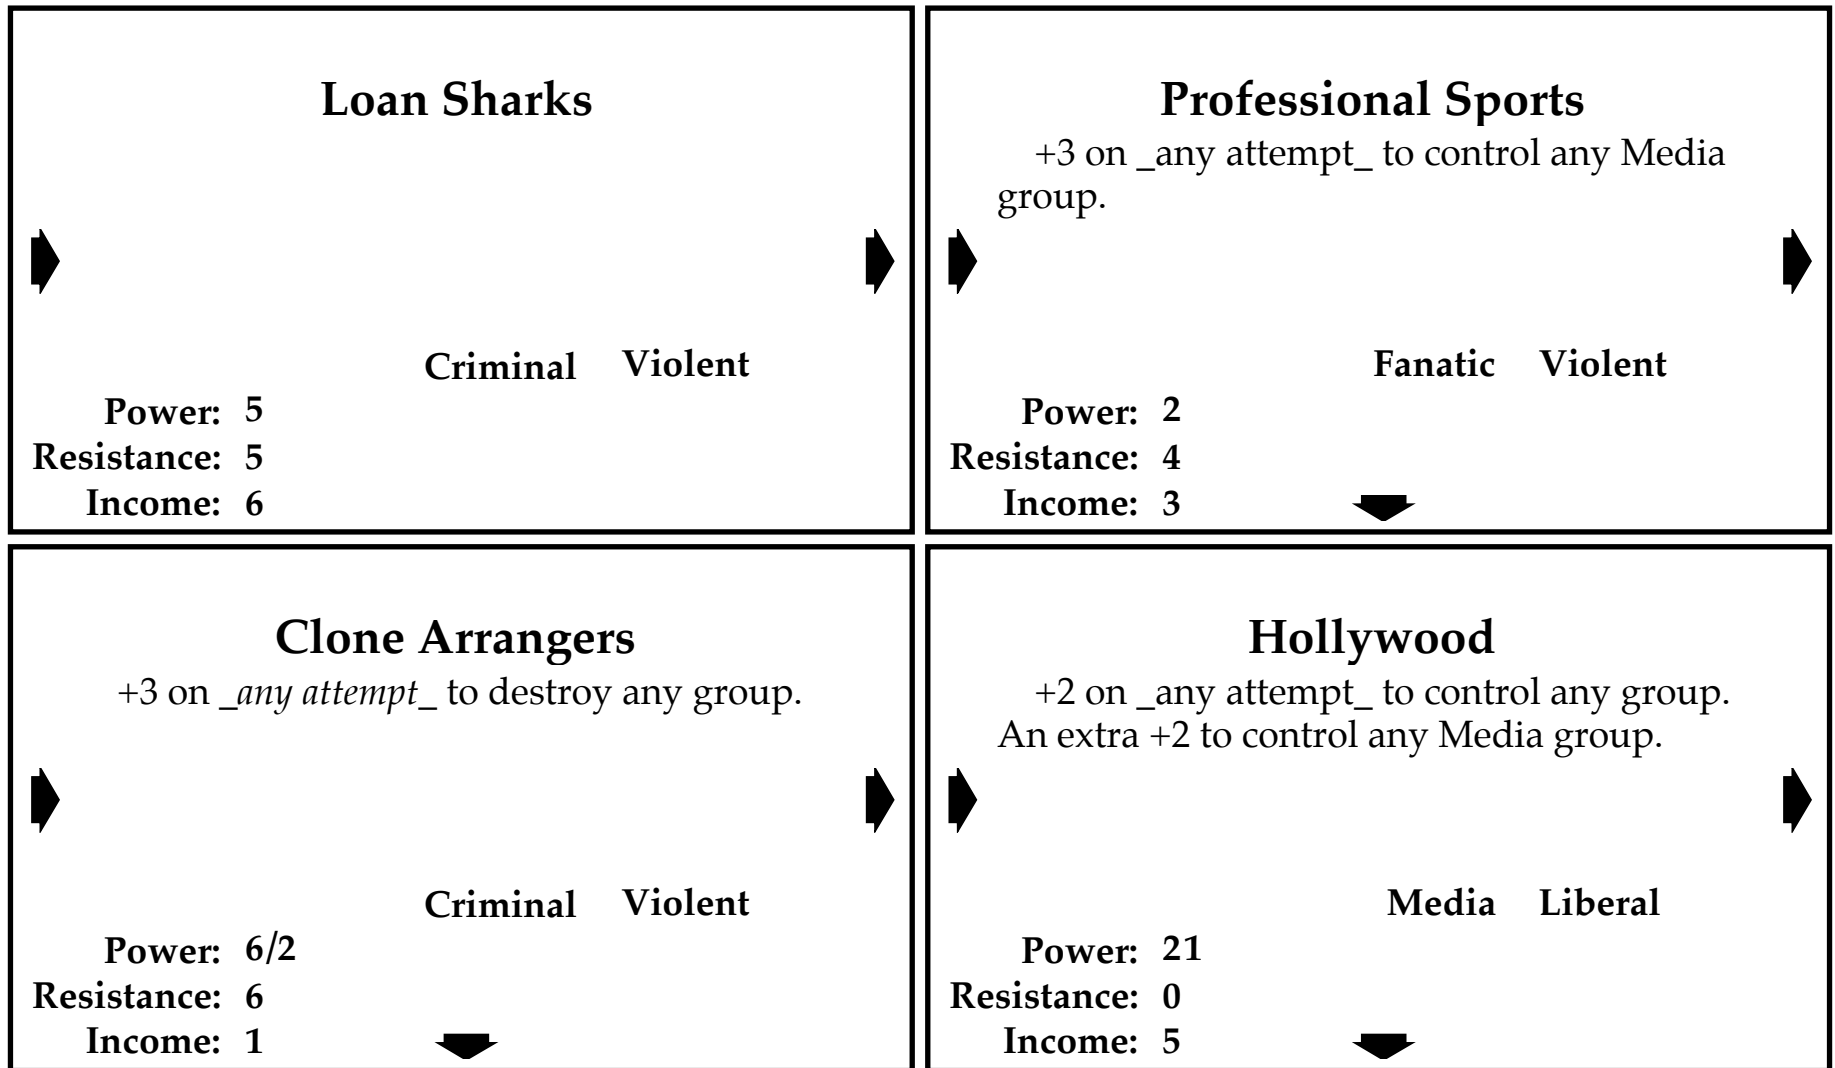 Loan Sharks
Criminal Violent
Power: 5
Resistance: 5
Income: 6
Professional Sports
+3 on _any attempt_ to control any Media
group.
Fanatic Violent
Power: 2
Resistance: 4
Income: 3
Clone Arrangers
+3 on _any attempt_ to destroy any group.
Criminal Violent
Power: 6/2
Resistance: 6
Income: 1
Hollywood
+2 on _any attempt_ to control any group.
An extra +2 to control any Media group.
Media Liberal
Power: 21
Resistance: 0
Income: 5